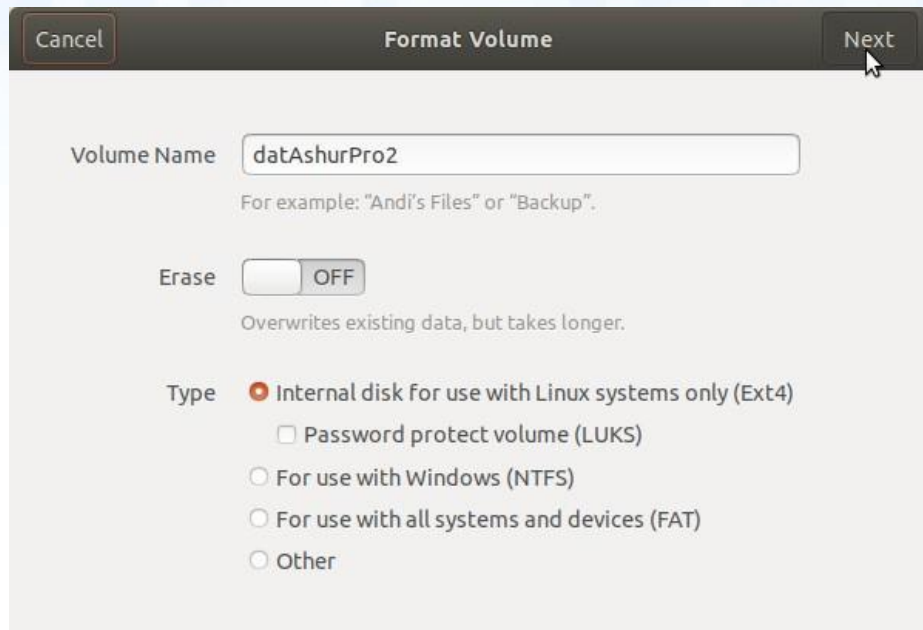 Cancel Format Volume Next
Volume Name datAshurPro2
For example: “Andi’s Files” or “Backup”.
Erase OFF
Overwrites existing data, but takes longer.
Type Internal disk for use with Linux systems only (Ext4)
Password protect volume (LUKS)
For use with Windows (NTFS)
For use with all systems and devices (FAT)
Other